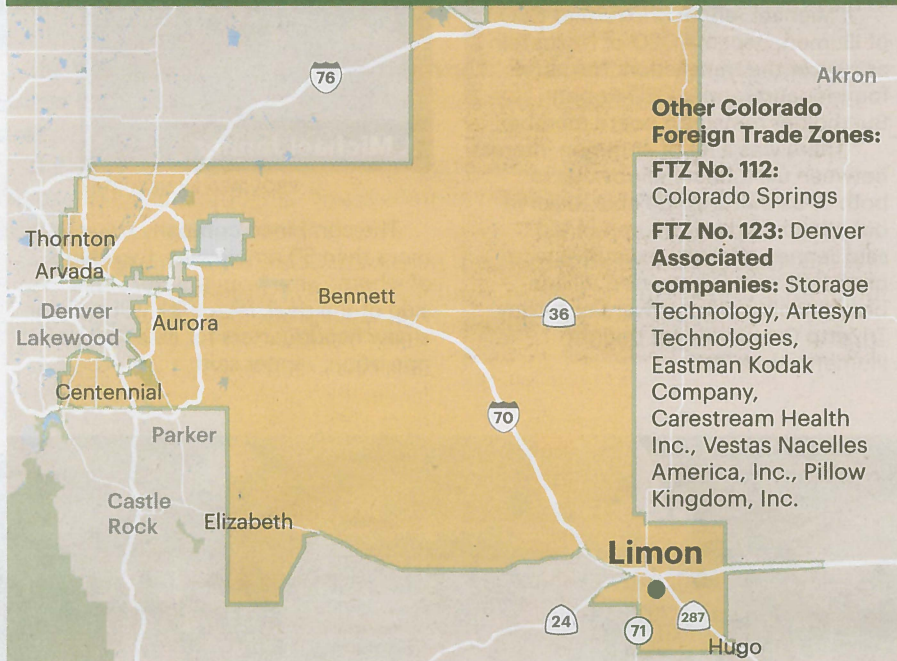 76
Akron
Other Colorado
Foreign Trade Zones:
FTZ No. 112:
Colorado Springs
FTZ No. 123: Denver
Associated
companies: Storage
Technology, Artesyn
Technologies,
Eastman Kodak
Company,
Carestream Health
Inc., Vestas Nacelles
America, Inc., Pillow
Kingdom, Inc.
Thornton
Arvada
Denver
Lakewood
Aurora
Bennett
36
Centennial
Parker
70
Castle
Rock
Elizabeth
Limon
24
71
287
Hugo